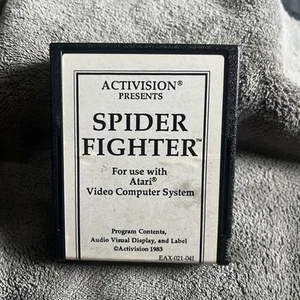 ACTIVISION®
PRESENTS
SPIDER
FIGHTER™
For use with
Atari®
Video Computer System
Program Contents,
Audio Visual Display, and Label
©Activision 1983
EAX-021-041